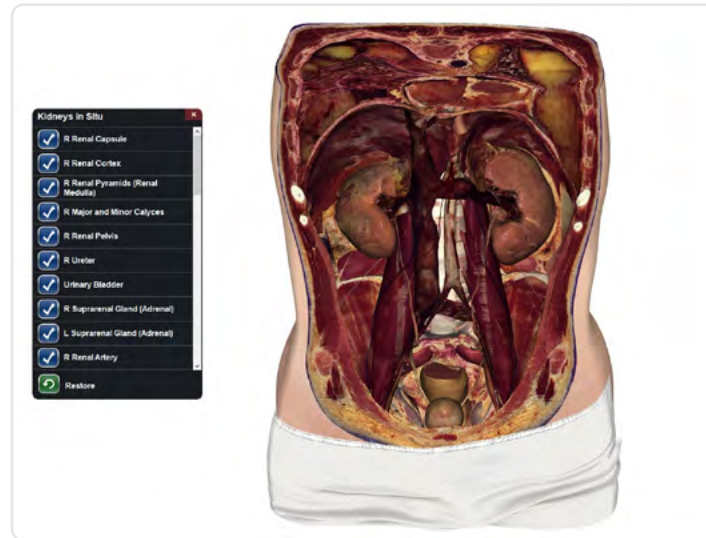 Kidneys in Situ
R Renal Capsule
R Renal Cortex
R Renal Pyramids (Renal
Medulla)
R Major and Minor Calyces
R Renal Pelvis
R Ureter
Urinary Bladder
R Suprarenal Gland (Adrenal)
L Suprarenal Gland (Adrenal)
R Renal Artery
Restore